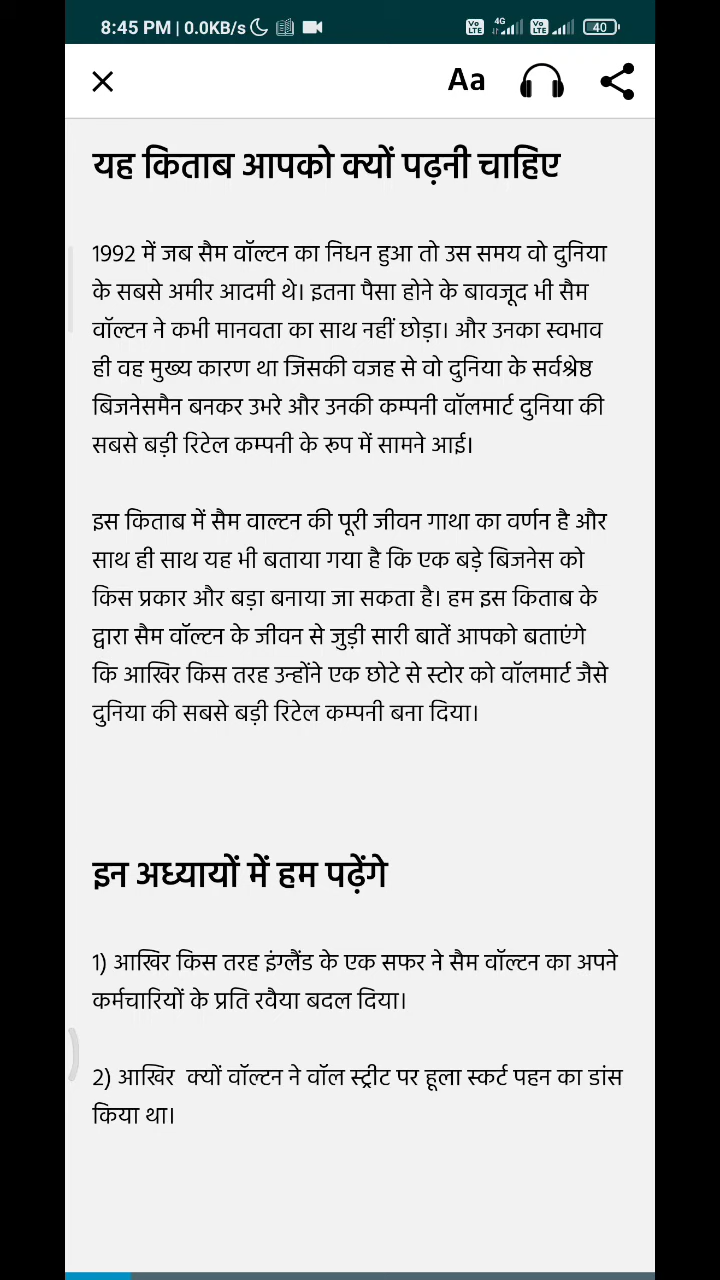 8:45 PM | 0.0KB/s
Vo LTE 4G Vo LTE 40
Aa
यह किताब आपको क्यों पढ़नी चाहिए
1992 में जब सैम वॉल्टन का निधन हुआ तो उस समय वो दुनिया
के सबसे अमीर आदमी थे। इतना पैसा होने के बावजूद भी सैम
वॉल्टन ने कभी मानवता का साथ नहीं छोड़ा। और उनका स्वभाव
ही वह मुख्य कारण था जिसकी वजह से वो दुनिया के सर्वश्रेष्ठ
बिजनेसमैन बनकर उभरे और उनकी कम्पनी वॉलमार्ट दुनिया की
सबसे बड़ी रिटेल कम्पनी के रूप में सामने आई।
इस किताब में सैम वाल्टन की पूरी जीवन गाथा का वर्णन है और
साथ ही साथ यह भी बताया गया है कि एक बड़े बिजनेस को
किस प्रकार और बड़ा बनाया जा सकता है। हम इस किताब के
द्वारा सैम वॉल्टन के जीवन से जुड़ी सारी बातें आपको बताएंगे
कि आखिर किस तरह उन्होंने एक छोटे से स्टोर को वॉलमार्ट जैसे
दुनिया की सबसे बड़ी रिटेल कम्पनी बना दिया।
इन अध्यायों में हम पढ़ेंगे
1) आखिर किस तरह इंग्लैंड के एक सफर ने सैम वॉल्टन का अपने
कर्मचारियों के प्रति रवैया बदल दिया।
2) आखिर क्यों वॉल्टन ने वॉल स्ट्रीट पर हूला स्कर्ट पहन का डांस
किया था।